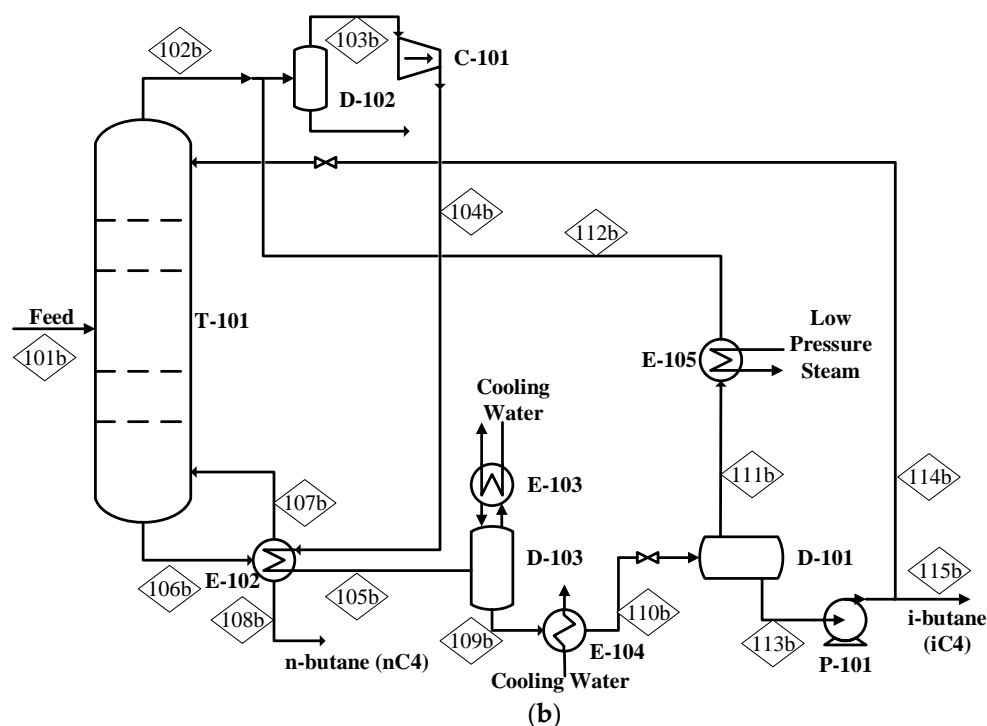 102b
103b
C-101
D-102
104b
112b
Feed
T-101
101b
Low
Pressure
Steam
E-105
Cooling
Water
E-103
111b
114b
107b
D-103
D-101
E-102
106b
105b
115b
108b
109b
110b
i-butane
(iC4)
E-104
113b
P-101
n-butane (nC4)
Cooling Water
(b)